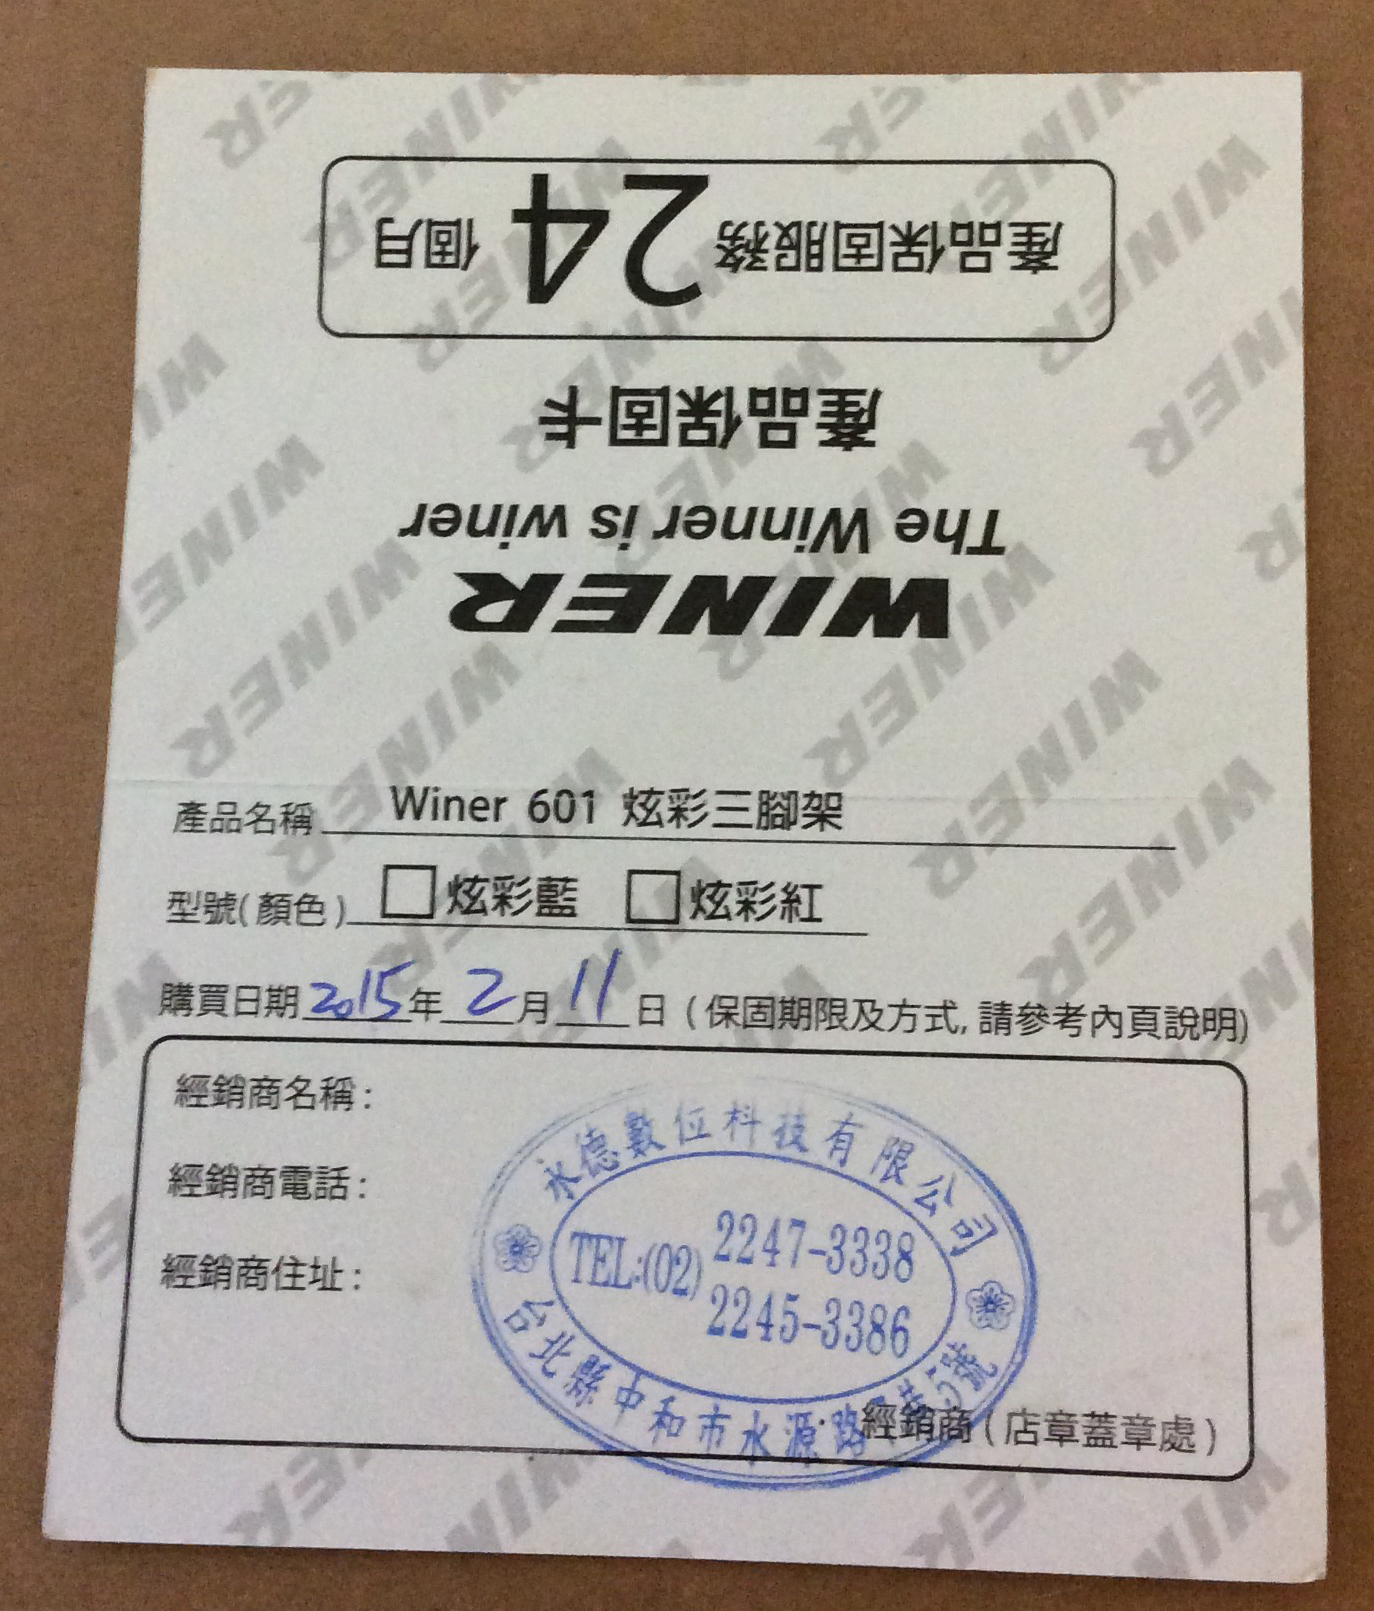 產品保固服務 24 個月
產品保固卡
The Winner is winer
WINER
產品名稱 Winer 601 炫彩三腳架
型號(顏色) □炫彩藍 □炫彩紅
購買日期 2015 年 2 月 11 日 (保固期限及方式, 請參考內頁說明)
經銷商名稱:
經銷商電話:
經銷商住址:
永德數位科技有限公司
TEL:(02) 2247-3338
2245-3386
台北縣中和市水源路 巷5號
經銷商(店章蓋章處)